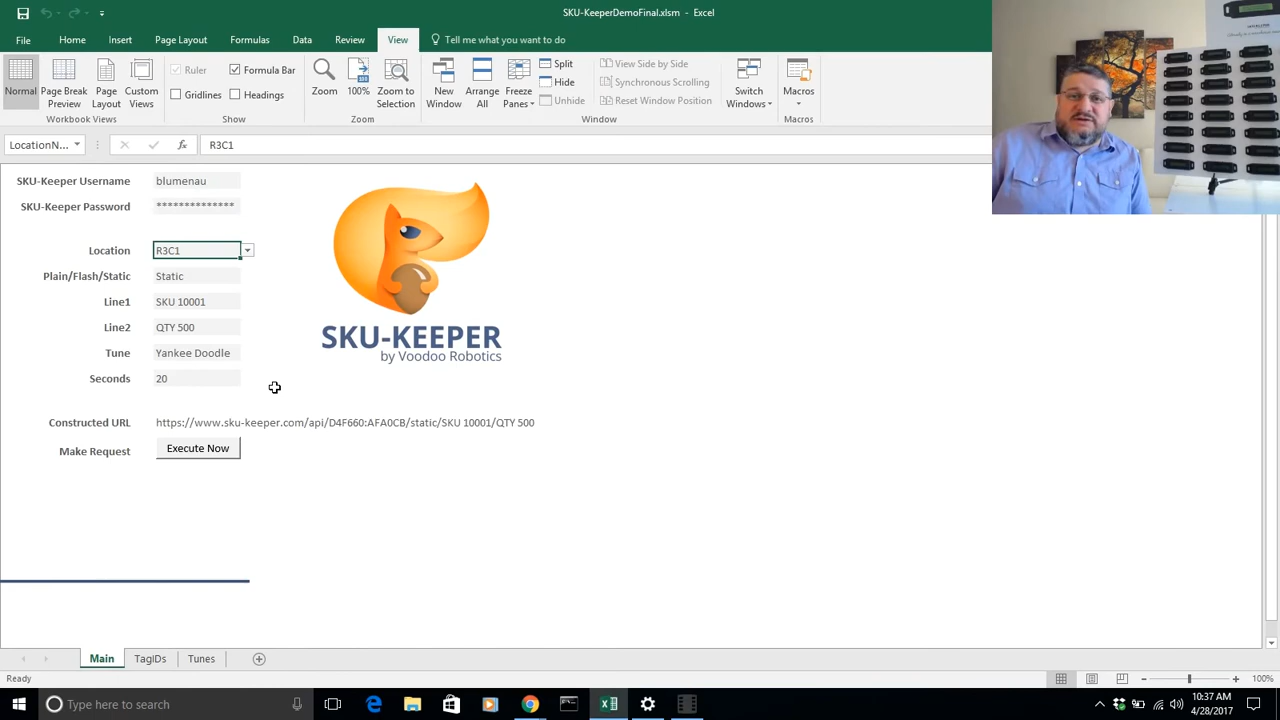 SKU-KeeperDemoFinal.xlsm - Excel
File Home Insert Page Layout Formulas Data Review View Tell me what you want to do
Normal Page Break Preview Page Layout Custom Views
Workbook Views
Ruler Formula Bar
Gridlines Headings
Show
Zoom 100% Zoom to Selection
Zoom
New Window Arrange All Freeze Panes
Split
Hide
Unhide
View Side by Side
Synchronous Scrolling
Reset Window Position
Switch Windows
Window
Macros
Macros
LocationN... fx R3C1
SKU-Keeper Username blumenau
SKU-Keeper Password **************
Location R3C1
Plain/Flash/Static Static
Line1 SKU 10001
Line2 QTY 500
Tune Yankee Doodle
Seconds 20
SKU-KEEPER
by Voodoo Robotics
Constructed URL https://www.sku-keeper.com/api/D4F660:AFA0CB/static/SKU 10001/QTY 500
Make Request Execute Now
Main TagIDs Tunes
Ready 100%
Type here to search
10:37 AM
4/28/2017